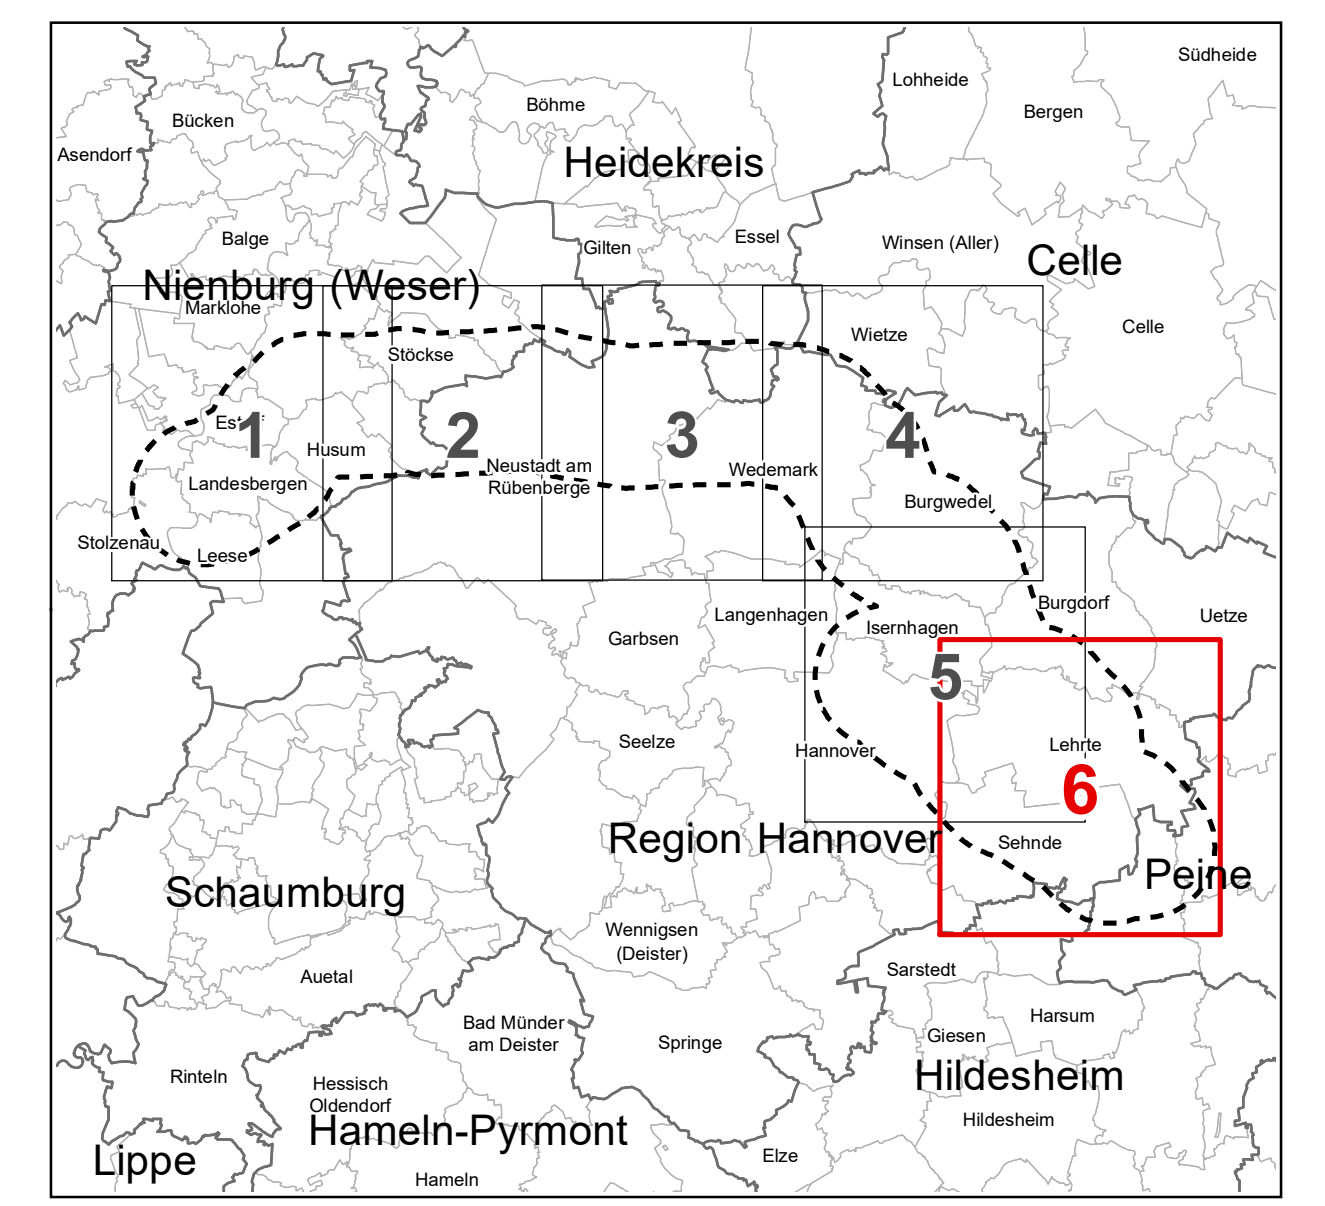 Südheide
Lohheide
Böhme
Bergen
Bücken
Asendorf
Heidekreis
Balge
Gilten
Essel
Winsen (Aller)
Celle
Nienburg (Weser)
Marklohe
Celle
Wietze
Stöckse
1
2
3
4
Husum
Neustadt am
Rübenberge
Wedemark
Landesbergen
Burgwedel
Stolzenau
Leese
Burgdorf
Langenhagen
Uetze
Isernhagen
Garbsen
5
Seelze
Hannover
Lehrte
6
Region Hannover
Sehnde
Peine
Schaumburg
Wennigsen
(Deister)
Sarstedt
Auetal
Harsum
Bad Münder
am Deister
Giesen
Springe
Rinteln
Hildesheim
Hessisch
Oldendorf
Hildesheim
Hameln-Pyrmont
Lippe
Elze
Hameln